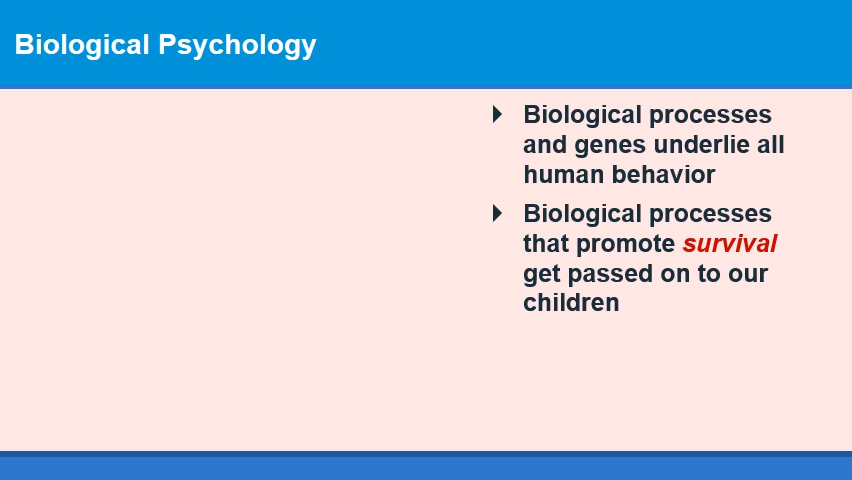 Biological Psychology
Biological processes
and genes underlie all
human behavior
Biological processes
that promote survival
get passed on to our
children